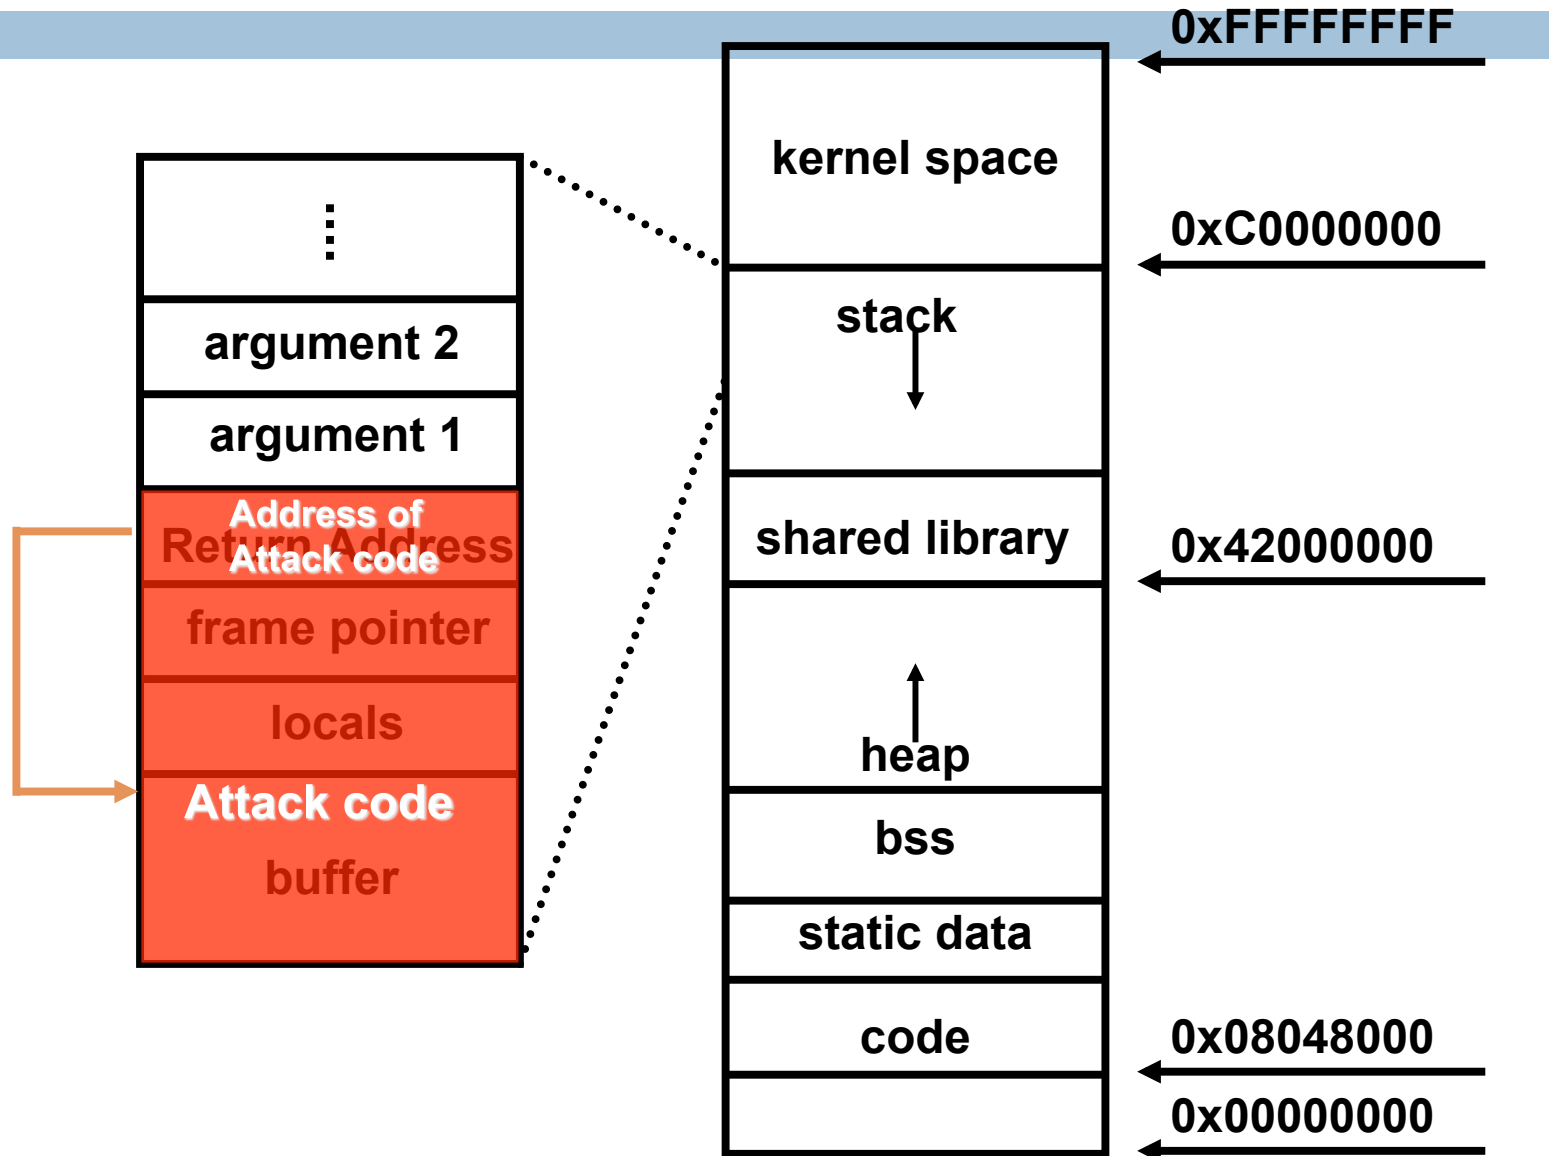 0xFFFFFFFF
kernel space
0xC0000000
stack
shared library
0x42000000
heap
bss
static data
code
0x08048000
0x00000000
argument 2
argument 1
Address of
Attack code
Return Address
frame pointer
locals
Attack code
buffer